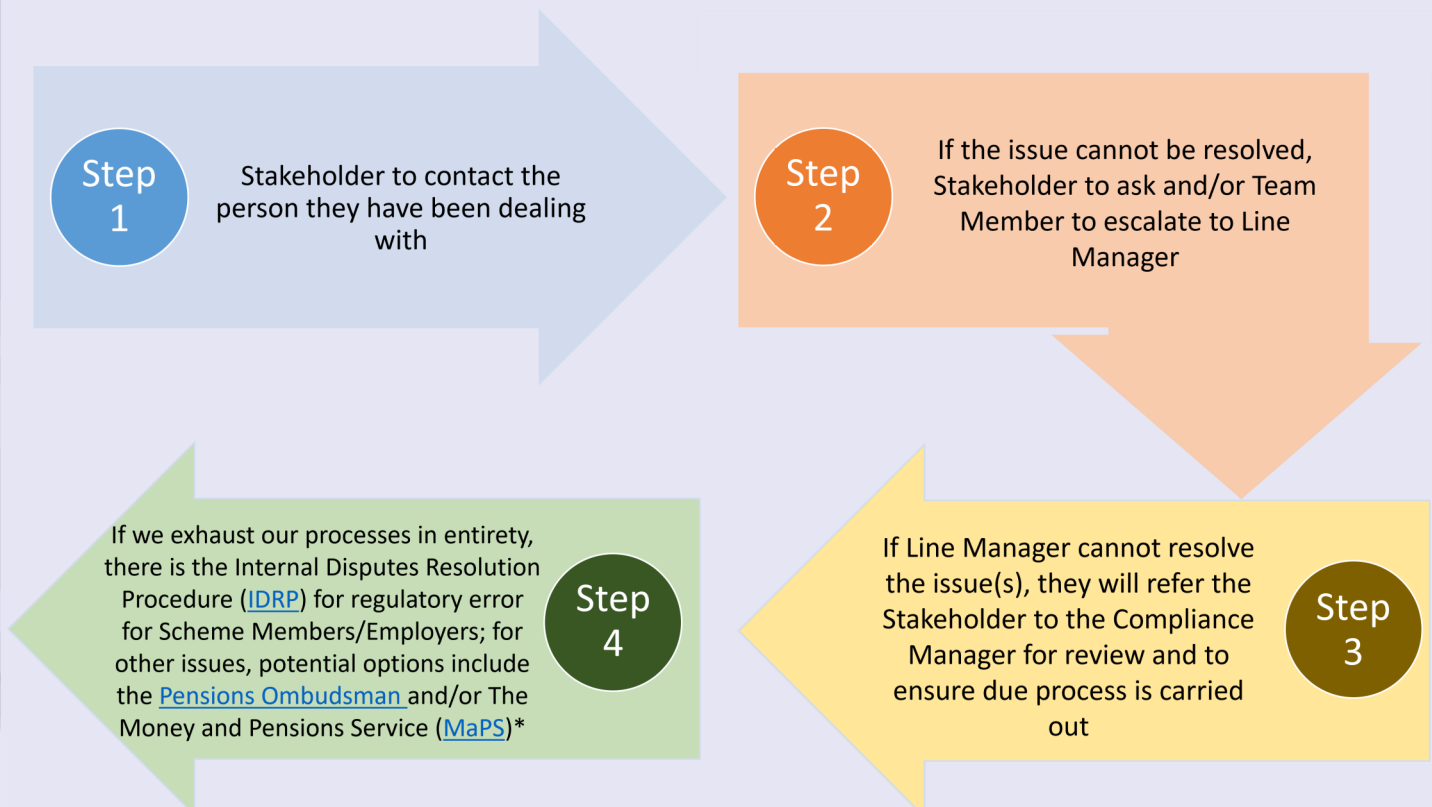 Step
1
Stakeholder to contact the
person they have been dealing
with
Step
2
If the issue cannot be resolved,
Stakeholder to ask and/or Team
Member to escalate to Line
Manager
If Line Manager cannot resolve
the issue(s), they will refer the
Stakeholder to the Compliance
Manager for review and to
ensure due process is carried
out
Step
3
If we exhaust our processes in entirety,
there is the Internal Disputes Resolution
Procedure (IDRP) for regulatory error
for Scheme Members/Employers; for
other issues, potential options include
the Pensions Ombudsman and/or The
Money and Pensions Service (MaPS)*
Step
4